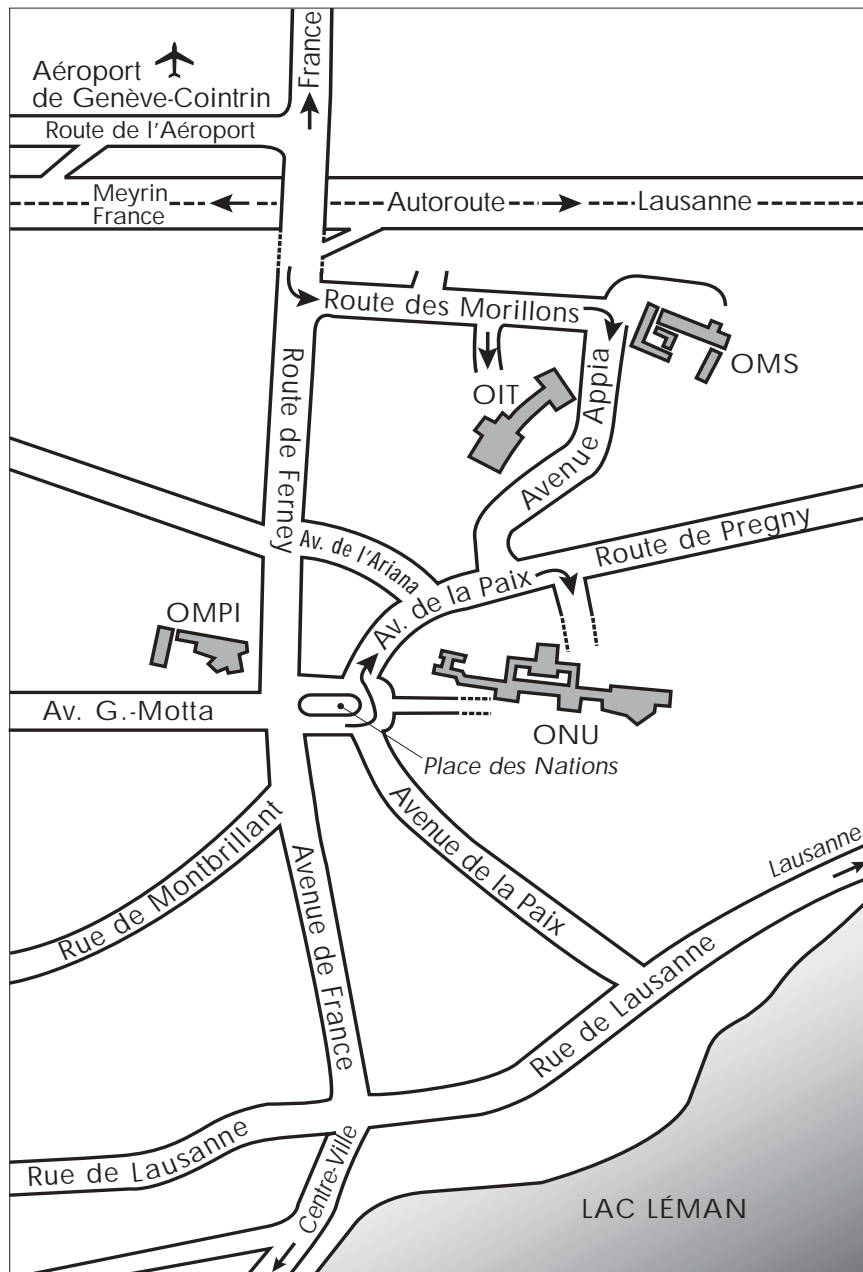 Aéroport
de Genève-Cointrin
France
Route de l'Aéroport
Meyrin
France
Autoroute
Lausanne
Route des Morillons
OMS
OIT
Avenue Appia
Route de Ferney
Av. de l'Ariana
Route de Pregny
Av. de la Paix
OMPI
Av. G.-Motta
ONU
Place des Nations
Avenue de la Paix
Rue de Montbrillant
Avenue de France
Lausanne
Rue de Lausanne
Rue de Lausanne
Centre-Ville
LAC LÉMAN